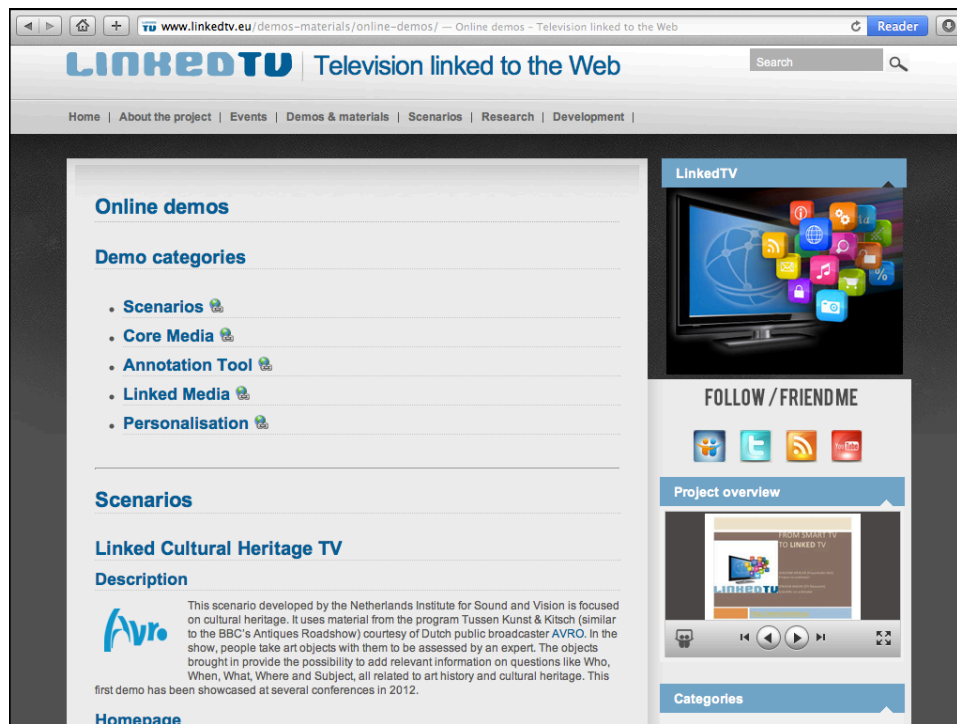 www.linkedtv.eu/demos-materials/online-demos/ — Online demos – Television linked to the Web
Reader
LINKEDTV
Television linked to the Web
Search
Home | About the project | Events | Demos & materials | Scenarios | Research | Development |
Online demos
Demo categories
Scenarios
Core Media
Annotation Tool
Linked Media
Personalisation
Scenarios
Linked Cultural Heritage TV
Description
Avro
This scenario developed by the Netherlands Institute for Sound and Vision is focused
on cultural heritage. It uses material from the program Tussen Kunst & Kitsch (similar
to the BBC's Antiques Roadshow) courtesy of Dutch public broadcaster AVRO. In the
show, people take art objects with them to be assessed by an expert. The objects
brought in provide the possibility to add relevant information on questions like Who,
When, What, Where and Subject, all related to art history and cultural heritage. This
first demo has been showcased at several conferences in 2012.
Homepage
LinkedTV
%
FOLLOW / FRIEND ME
You Tube
Project overview
FROM SMART TV
TO LINKED TV
LINKEDTV
Categories